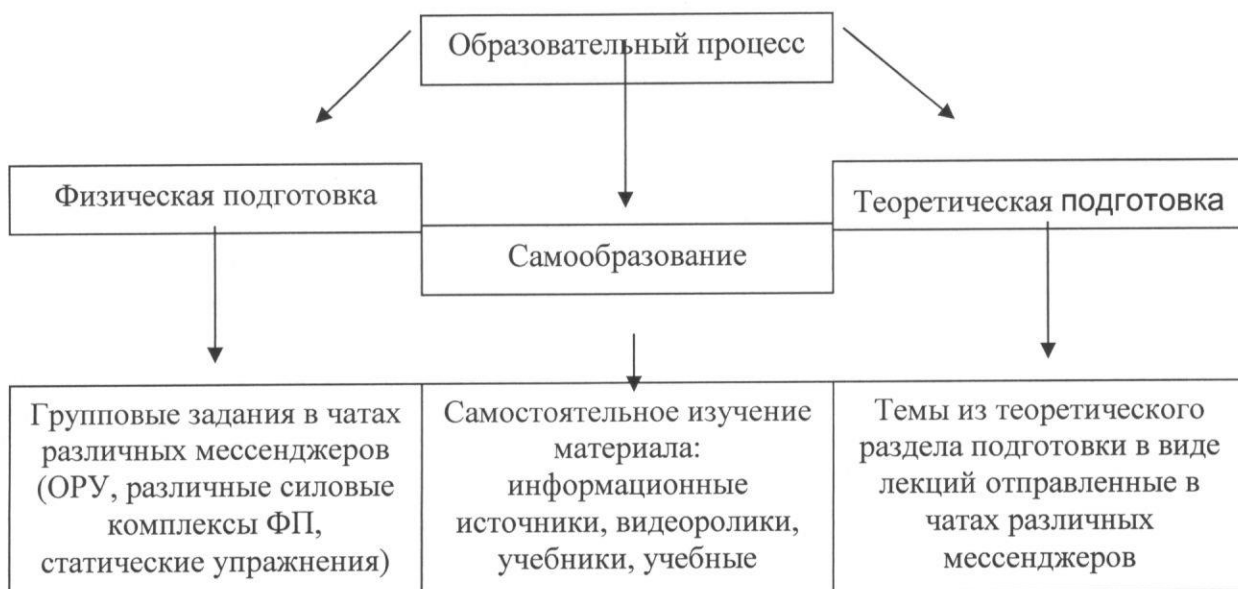 Образовательный процесс
Физическая подготовка
Самообразование
Теоретическая подготовка
Групповые задания в чатах
различных мессенджеров
(ОРУ, различные силовые
комплексы ФП,
статические упражнения)
Самостоятельное изучение
материала:
информационные
источники, видеоролики,
учебники, учебные
Темы из теоретического
раздела подготовки в виде
лекций отправленные в
чатах различных
мессенджеров